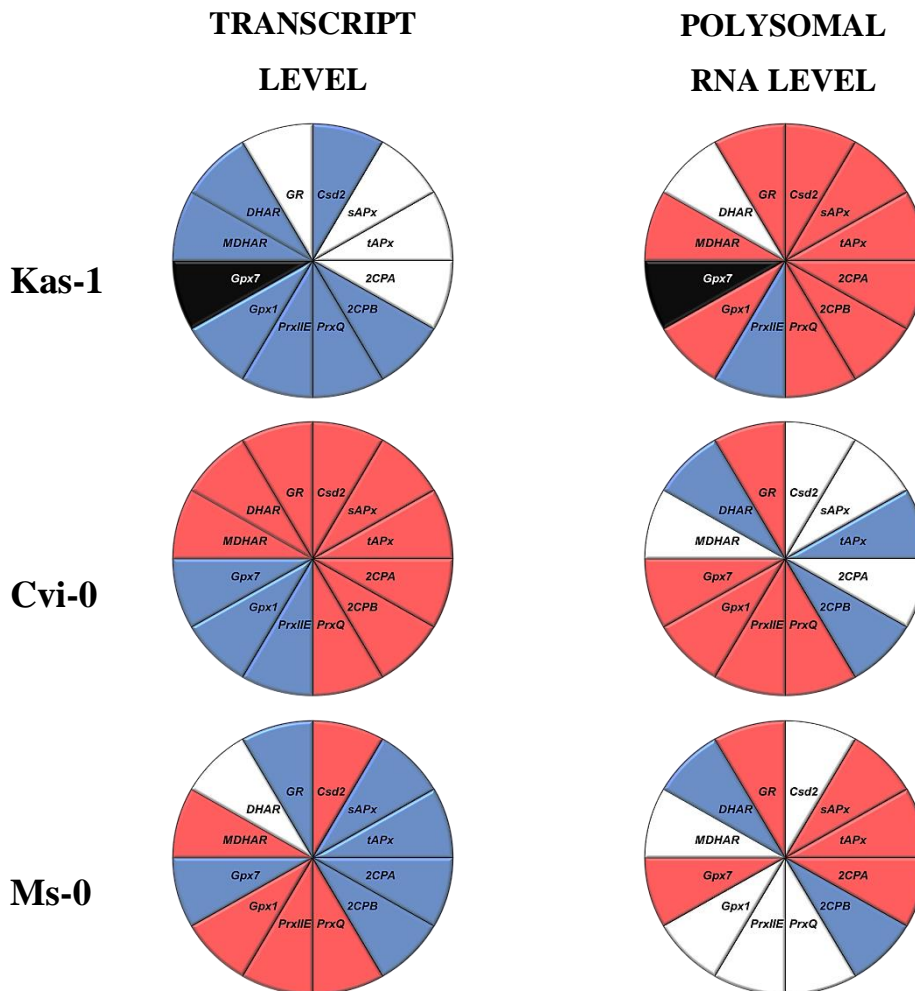 TRANSCRIPT
LEVEL
POLYSOMAL
RNA LEVEL
Kas-1
GR
Csd2
DHAR
sAPx
MDHAR
tAPx
Gpx7
2CPA
Gpx1
2CPB
PrxIIE
PrxQ
GR
Csd2
DHAR
sAPx
MDHAR
tAPx
Gpx7
2CPA
Gpx1
2CPB
PrxIIE
PrxQ
Cvi-0
GR
Csd2
DHAR
sAPx
MDHAR
tAPx
Gpx7
2CPA
Gpx1
2CPB
PrxIIE
PrxQ
GR
Csd2
DHAR
sAPx
MDHAR
tAPx
Gpx7
2CPA
Gpx1
2CPB
PrxIIE
PrxQ
Ms-0
GR
Csd2
DHAR
sAPx
MDHAR
tAPx
Gpx7
2CPA
Gpx1
2CPB
PrxIIE
PrxQ
GR
Csd2
DHAR
sAPx
MDHAR
tAPx
Gpx7
2CPA
Gpx1
2CPB
PrxIIE
PrxQ